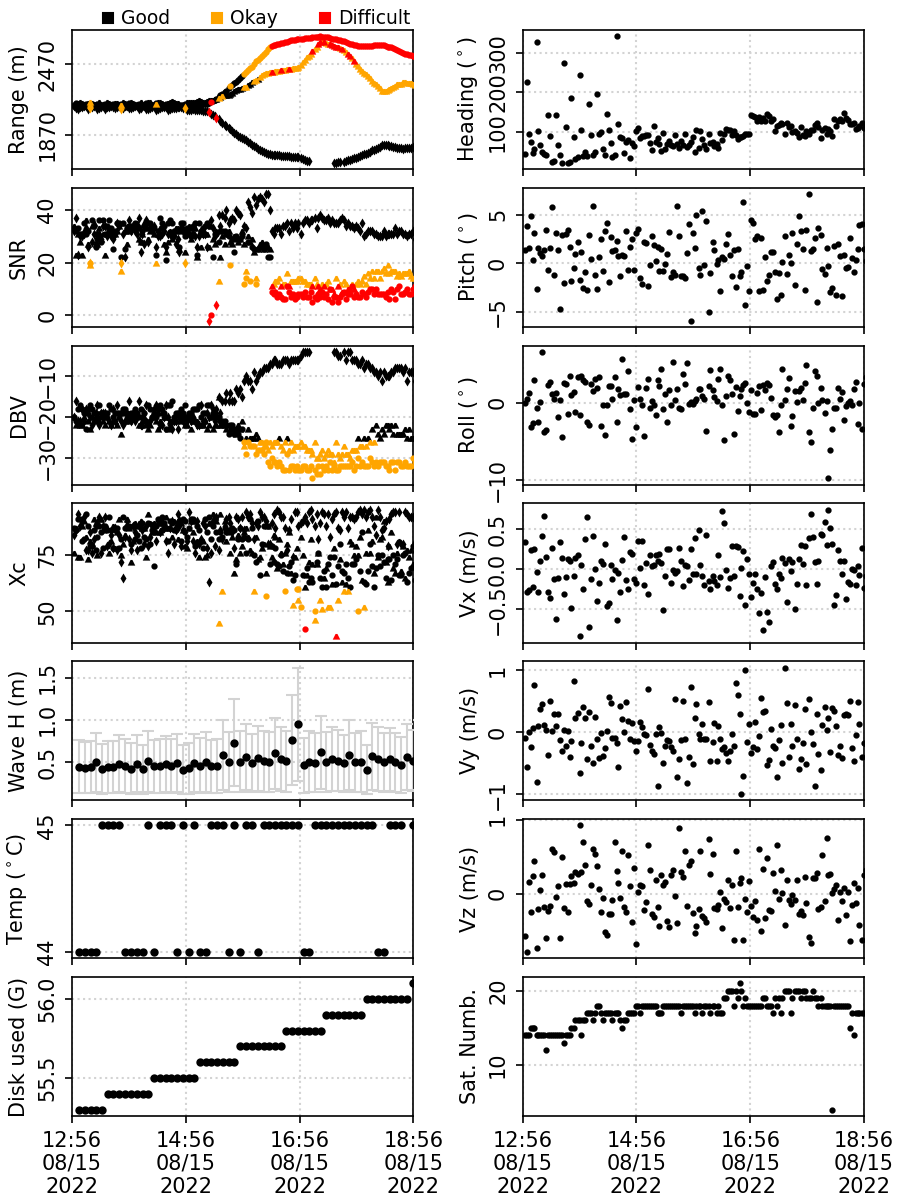 Good Okay Difficult
Range (m)
2470
1870
Heading (°)
300
200
100
SNR
40
20
0
Pitch (°)
5
0
−5
DBV
−10
−20
−30
Roll (°)
0
−10
Xc
75
50
Vx (m/s)
0.5
0.0
−0.5
Wave H (m)
1.5
1.0
0.5
Vy (m/s)
1
0
−1
Temp (°C)
45
44
Vz (m/s)
1
0
Disk used (G)
56.0
55.5
Sat. Numb.
20
10
12:56 14:56 16:56 18:56
08/15 08/15 08/15 08/15
2022 2022 2022 2022
12:56 14:56 16:56 18:56
08/15 08/15 08/15 08/15
2022 2022 2022 2022